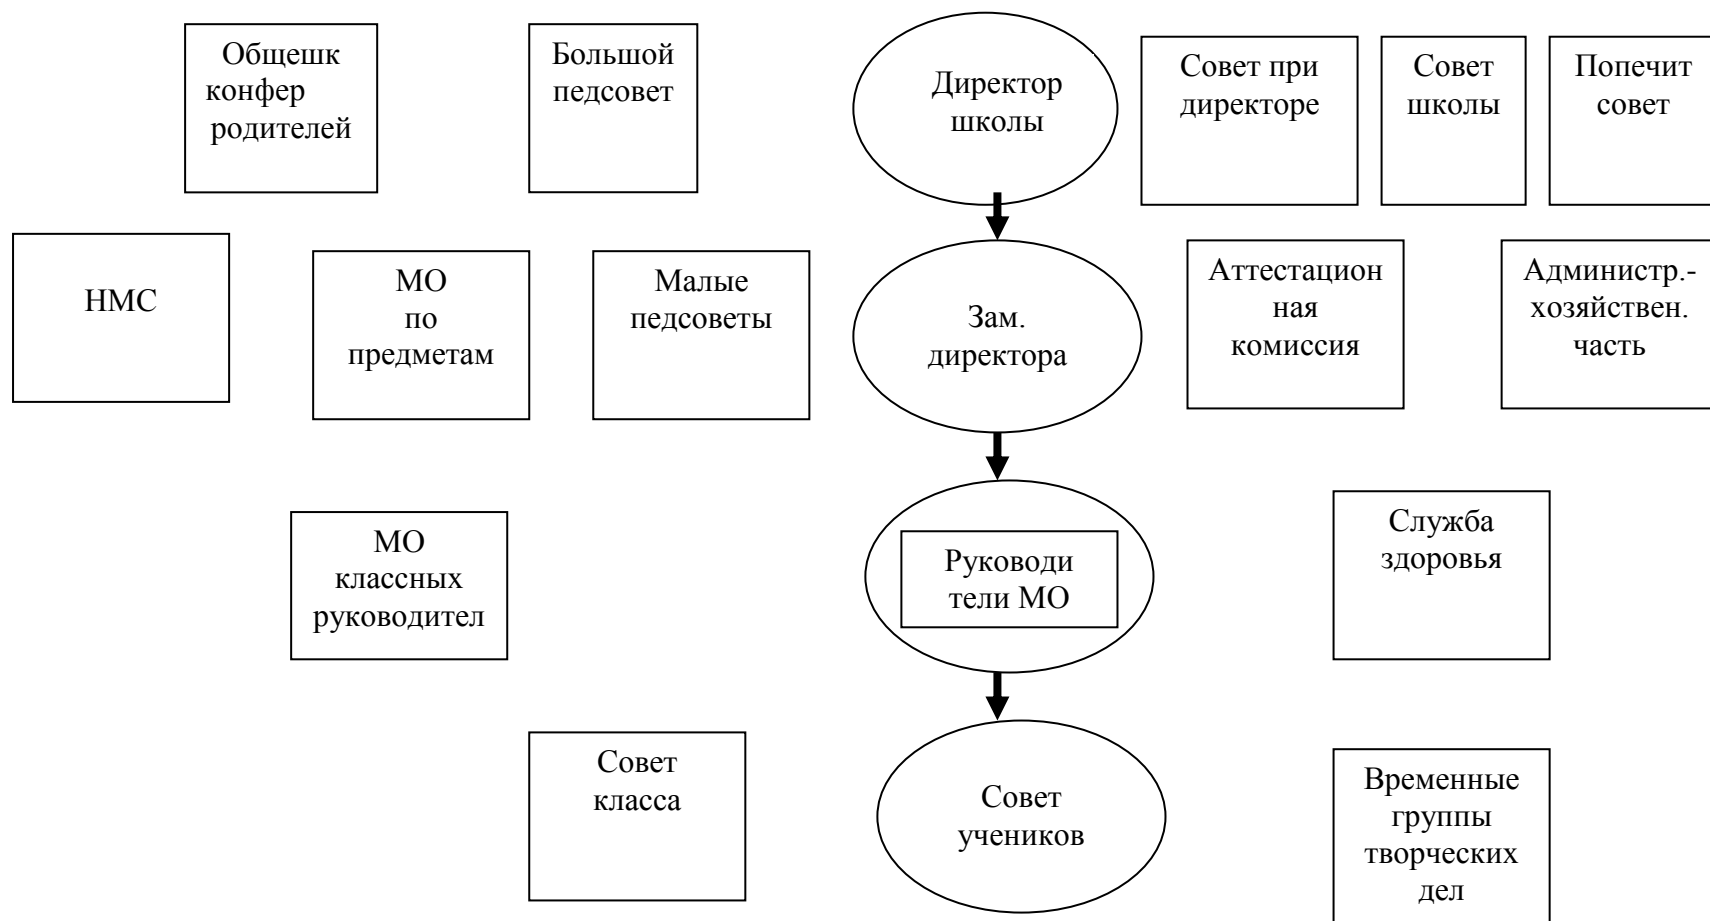 Общешк
конфер
родителей
Большой
педсовет
Директор
школы
Совет при
директоре
Совет
школы
Попечит
совет
НМС
МО
по
предметам
Малые
педсоветы
Зам.
директора
Аттестацион
ная
комиссия
Администр.-
хозяйствен.
часть
МО
классных
руководител
Руководи
тели МО
Служба
здоровья
Совет
класса
Совет
учеников
Временные
группы
творческих
дел